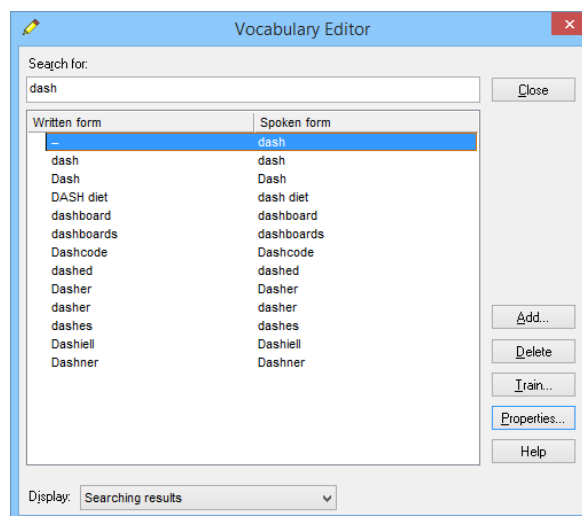 Vocabulary Editor
Search for:
dash
Close
Written form Spoken form
– dash
dash dash
Dash Dash
DASH diet dash diet
dashboard dashboard
dashboards dashboards
Dashcode Dashcode
dashed dashed
Dasher Dasher
dasher dasher
dashes dashes
Dashiell Dashiell
Dashner Dashner
Add...
Delete
Train...
Properties...
Help
Display: Searching results